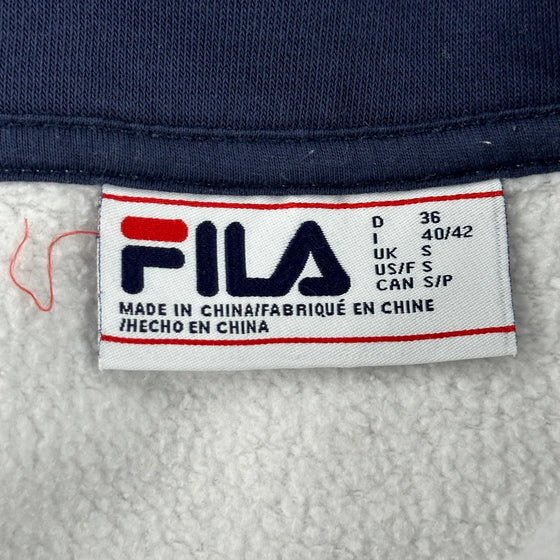 FILA
D 36
I 40/42
UK S
US/F S
CAN S/P
MADE IN CHINA/FABRIQUÉ EN CHINE
/HECHO EN CHINA